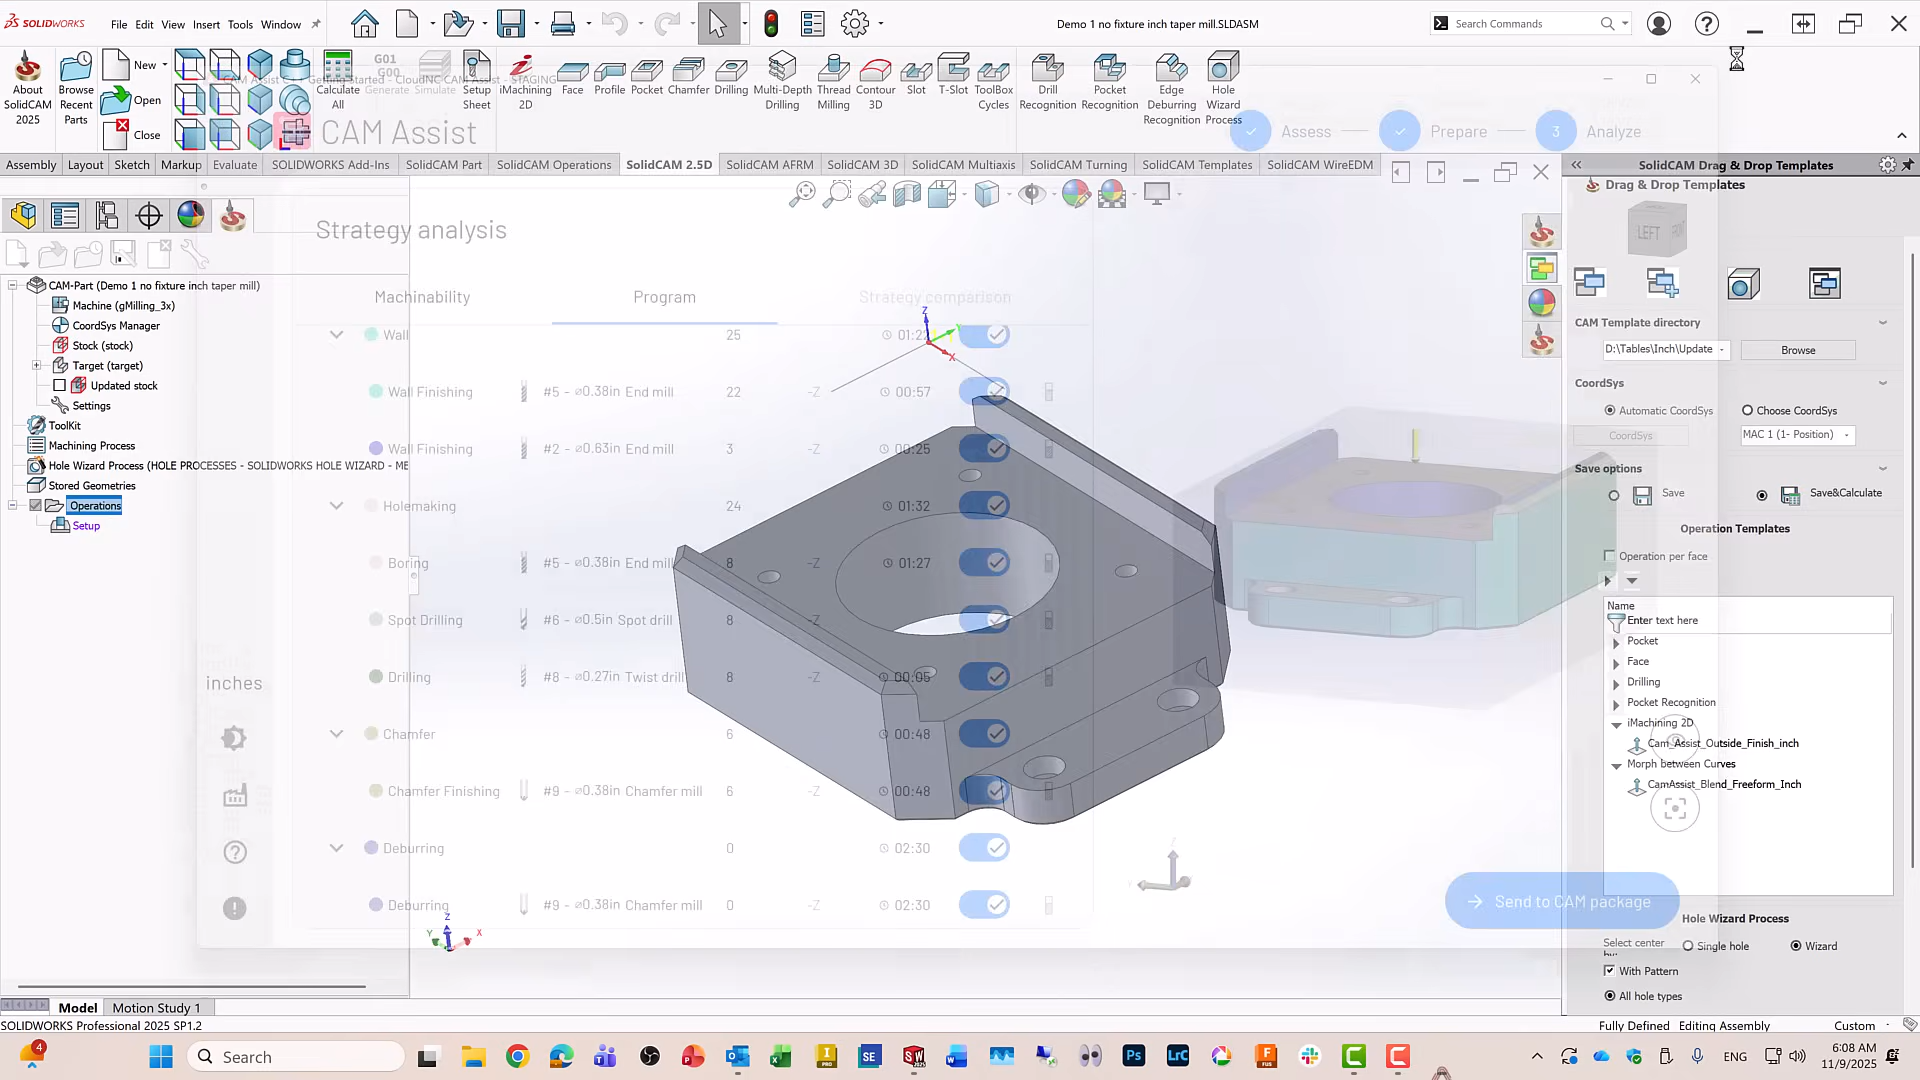 SOLIDWORKS
File
Edit
View
Insert
Tools
Window
Demo 1 no fixture inch taper mill.SLDASM
Search Commands
About SolidCAM 2025
Browse Recent Parts
New
Open
Close
Calculate All
G01
G00
Generate
Simulate
Setup Sheet
iMachining 2D
Face
Profile
Pocket
Chamfer
Drilling
Multi-Depth Drilling
Thread Milling
Contour 3D
Slot
T-Slot
ToolBox Cycles
Drill Recognition
Pocket Recognition
Edge Deburring Recognition
Hole Wizard Process
CAM Assist
Assess
Prepare
3
Analyze
Assembly
Layout
Sketch
Markup
Evaluate
SOLIDWORKS Add-Ins
SolidCAM Part
SolidCAM Operations
SolidCAM 2.5D
SolidCAM AFRM
SolidCAM 3D
SolidCAM Multiaxis
SolidCAM Turning
SolidCAM Templates
SolidCAM WireEDM
SolidCAM Drag & Drop Templates
Drag & Drop Templates
LEFT
CAM-Part (Demo 1 no fixture inch taper mill)
Machine (gMilling_3x)
CoordSys Manager
Stock (stock)
Target (target)
Updated stock
Settings
ToolKit
Machining Process
Hole Wizard Process (HOLE PROCESSES - SOLIDWORKS HOLE WIZARD - ME
Stored Geometries
Operations
Setup
inches
Strategy analysis
Machinability
Program
Strategy comparison
Wall 25
Wall Finishing #5 - ⌀0.38in End mill 22 -Z 00:57
Wall Finishing #2 - ⌀0.63in End mill 3 -Z 00:25
Holemaking 24 01:32
Boring #5 - ⌀0.38in End mill 8 -Z 01:27
Spot Drilling #6 - ⌀0.5in Spot drill 8 -Z
Drilling #8 - ⌀0.27in Twist drill 8 -Z 00:05
Chamfer 6 00:48
Chamfer Finishing #9 - ⌀0.38in Chamfer mill 6 -Z 00:48
Deburring 0 02:30
Deburring #9 - ⌀0.38in Chamfer mill 0 -Z 02:30
Z
X
Z
Y
X
Send to CAM package
CAM Template directory
D:\Tables\Inch\Update
Browse
CoordSys
Automatic CoordSys
Choose CoordSys
CoordSys
MAC 1 (1- Position)
Save options
Save
Save&Calculate
Operation Templates
Operation per face
Name
Enter text here
Pocket
Face
Drilling
Pocket Recognition
iMachining 2D
Cam_Assist_Outside_Finish_inch
Morph between Curves
CamAssist_Blend_Freeform_Inch
Hole Wizard Process
Select center
Single hole
Wizard
With Pattern
All hole types
Model
Motion Study 1
SOLIDWORKS Professional 2025 SP1.2
Fully Defined
Editing Assembly
Custom
4
Search
SE
Ps
LrC
ENG
6:08 AM
11/9/2025